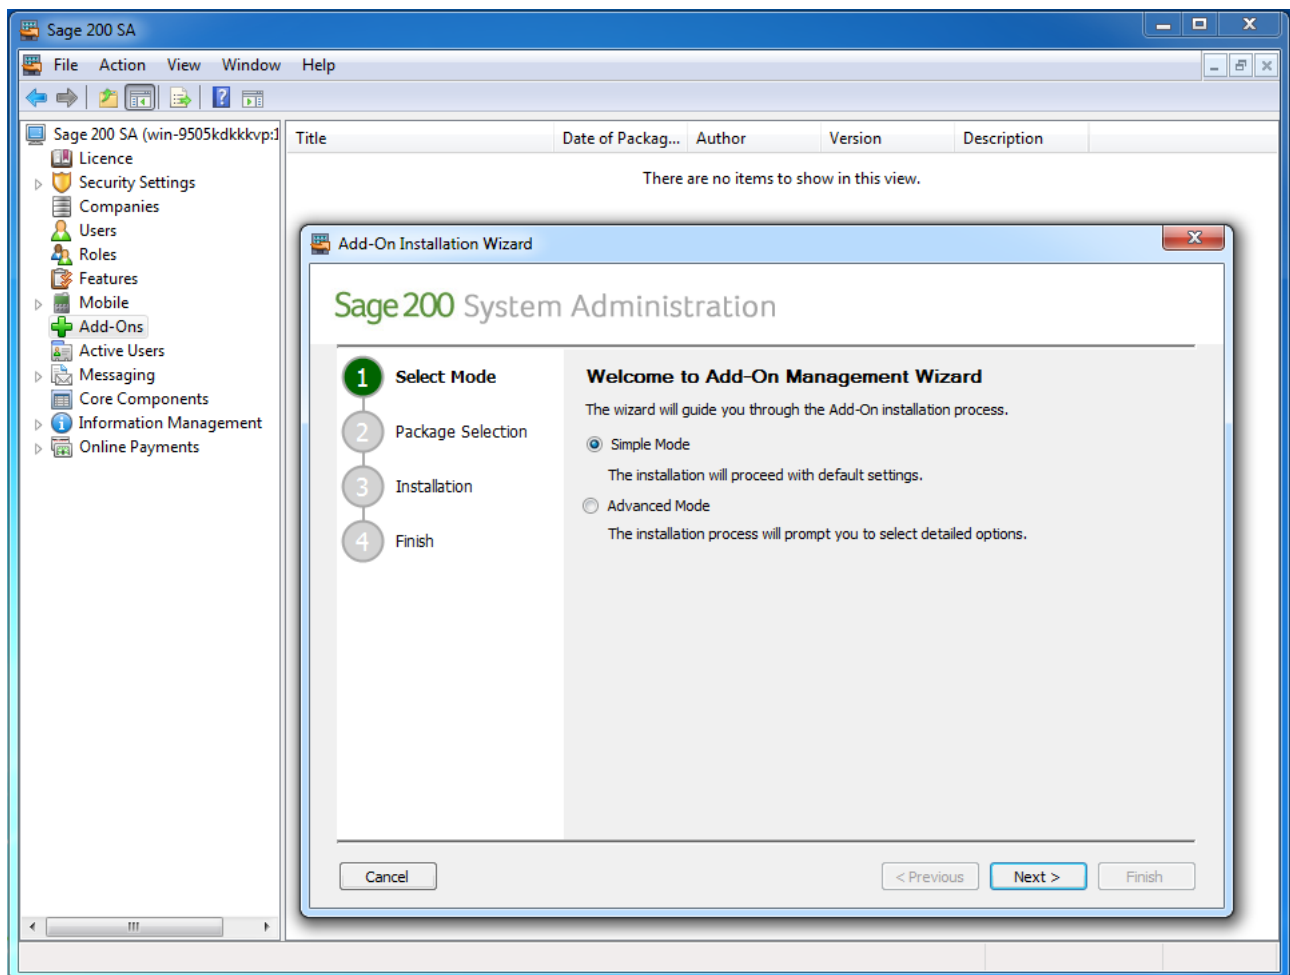 Sage 200 SA
File Action View Window Help
Sage 200 SA (win-9505kdkkkvp:1
Licence
Security Settings
Companies
Users
Roles
Features
Mobile
Add-Ons
Active Users
Messaging
Core Components
Information Management
Online Payments
Title Date of Packag... Author Version Description
There are no items to show in this view.
Add-On Installation Wizard
Sage 200 System Administration
1 Select Mode
2 Package Selection
3 Installation
4 Finish
Welcome to Add-On Management Wizard
The wizard will guide you through the Add-On installation process.
Simple Mode
The installation will proceed with default settings.
Advanced Mode
The installation process will prompt you to select detailed options.
Cancel < Previous Next > Finish